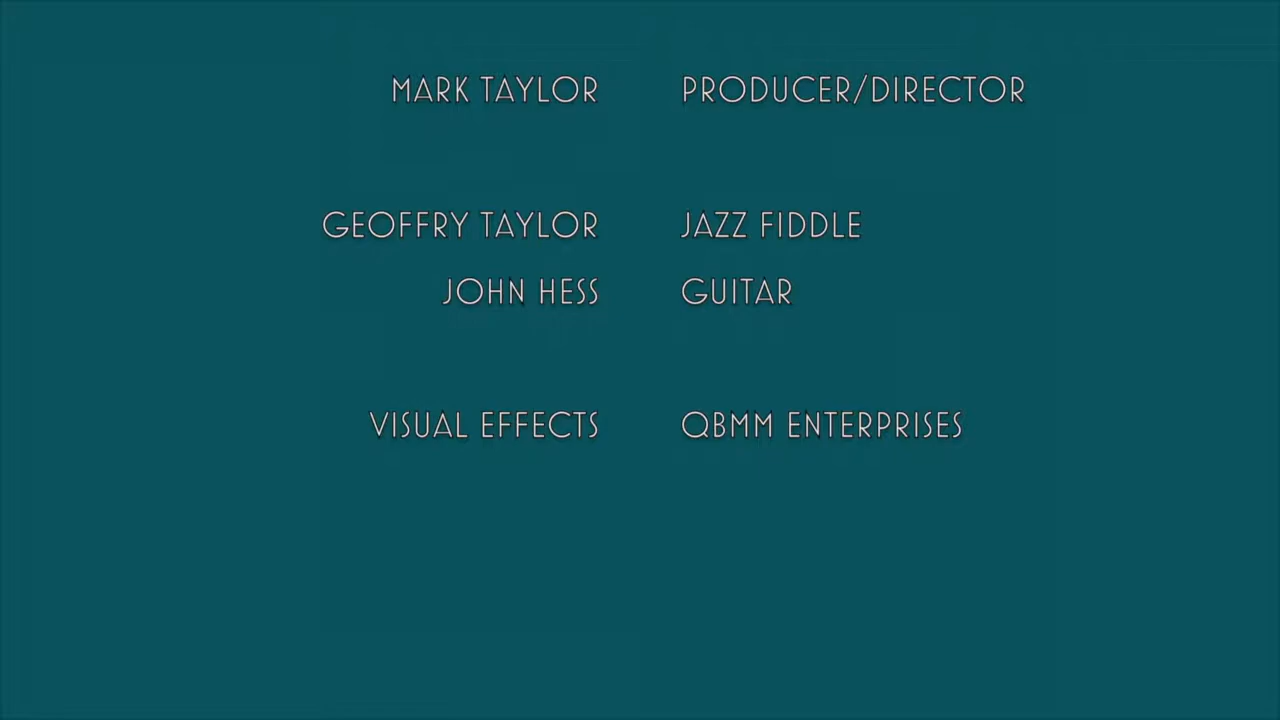 MARK TAYLOR PRODUCER/DIRECTOR
GEOFFRY TAYLOR JAZZ FIDDLE
JOHN HESS GUITAR
VISUAL EFFECTS QBMM ENTERPRISES